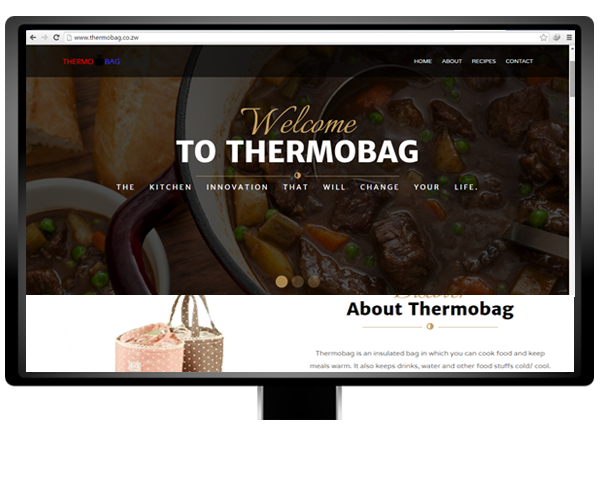 www.thermobag.co.zw
THERMO BAG HOME ABOUT RECIPES CONTACT
Welcome
TO THERMOBAG
THE KITCHEN INNOVATION THAT WILL CHANGE YOUR LIFE.
Discover
About Thermobag
Thermobag is an insulated bag in which you can cook food and keep
meals warm. It also keeps drinks, water and other food stuffs cold/ cool.